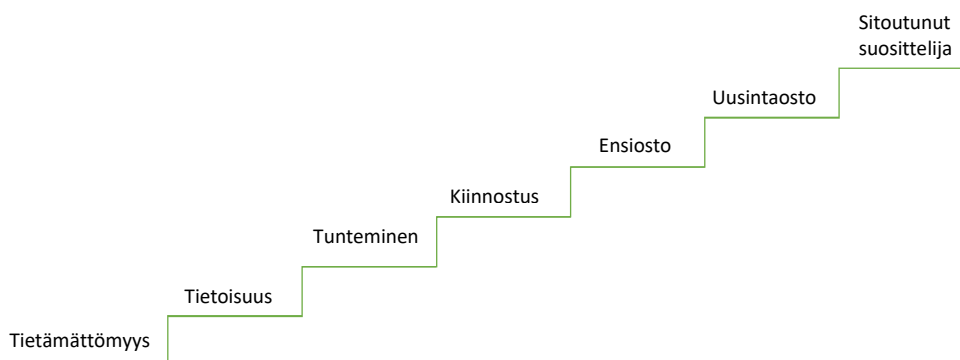 Sitoutunut
suosittelija
Uusintaosto
Ensiosto
Kiinnostus
Tunteminen
Tietoisuus
Tietämättömyys